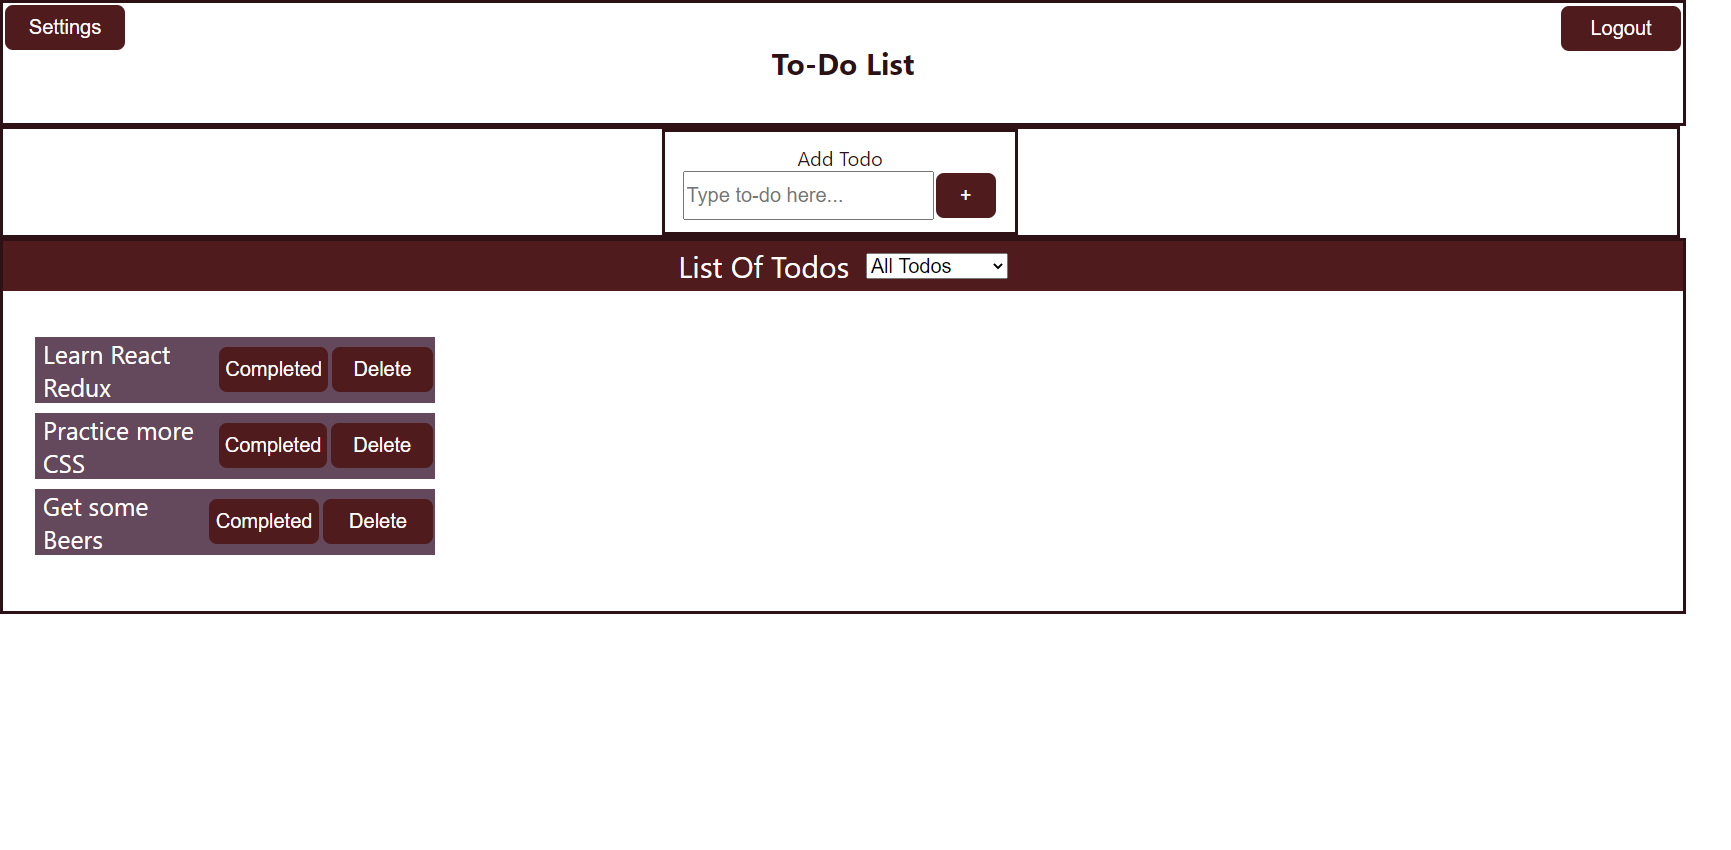 Settings
Logout
To-Do List
Add Todo
Type to-do here...
+
List Of Todos
All Todos
Learn React
Redux
Completed
Delete
Practice more
CSS
Completed
Delete
Get some
Beers
Completed
Delete